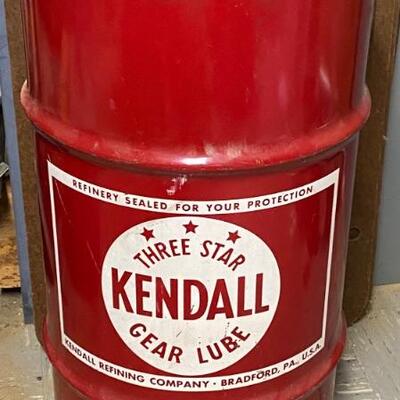 REFINERY SEALED FOR YOUR PROTECTION
THREE STAR
KENDALL
GEAR LUBE
KENDALL REFINING COMPANY · BRADFORD, PA., U.S.A.